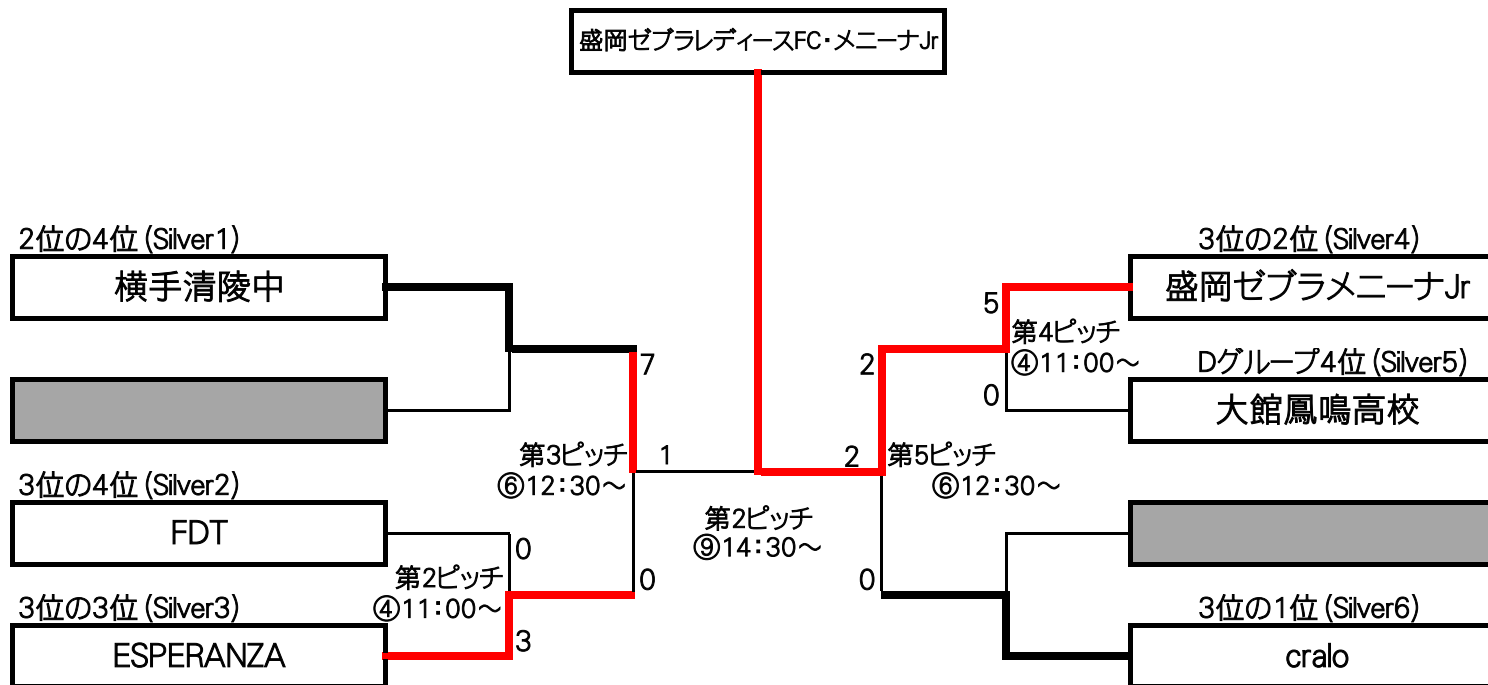 盛岡ゼブラレディースFC・メニーナJr
2位の4位(Silver1)
横手清陵中
3位の2位(Silver4)
盛岡ゼブラメニーナJr
5
第4ピッチ
④11:00～
7
2
Dグループ4位(Silver5)
大館鳳鳴高校
0
第3ピッチ
⑥12:30～
1
2
第5ピッチ
⑥12:30～
3位の4位(Silver2)
FDT
第2ピッチ
⑨14:30～
0
第2ピッチ
④11:00～
0
0
3位の3位(Silver3)
ESPERANZA
3
3位の1位(Silver6)
cralo